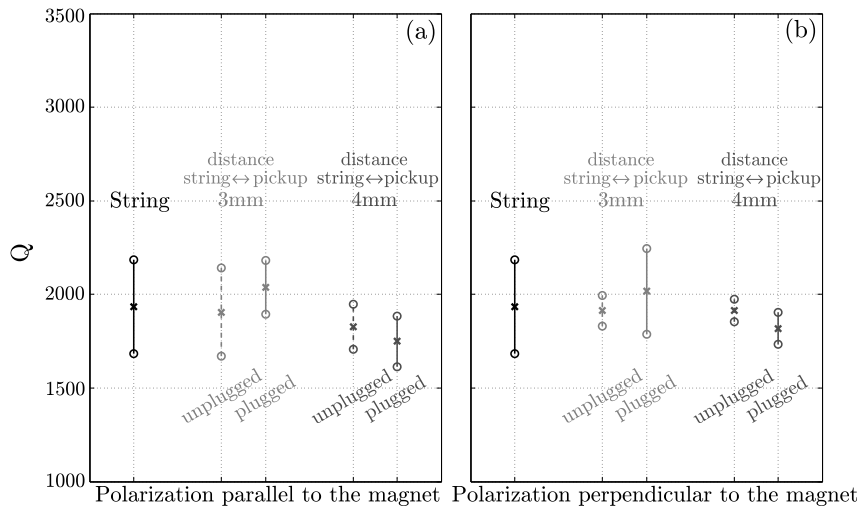 3500
3000
2500
2000
1500
1000
Q
(a)
distance
string↔pickup
3mm
distance
string↔pickup
4mm
String
unplugged
plugged
unplugged
plugged
Polarization parallel to the magnet
(b)
distance
string↔pickup
3mm
distance
string↔pickup
4mm
String
unplugged
plugged
unplugged
plugged
Polarization perpendicular to the magnet